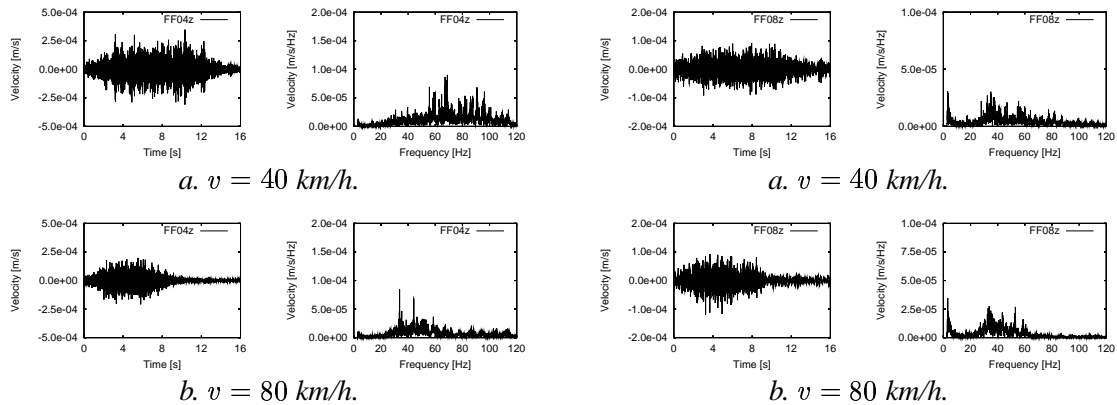 FF04z
Velocity [m/s]
5.0e-04
2.5e-04
0.0e+00
-2.5e-04
-5.0e-04
0 4 8 12 16
Time [s]
FF04z
Velocity [m/s/Hz]
2.0e-04
1.5e-04
1.0e-04
5.0e-05
0.0e+00
0 20 40 60 80 100 120
Frequency [Hz]
a. v = 40 km/h.
FF08z
Velocity [m/s]
2.0e-04
1.0e-04
0.0e+00
-1.0e-04
-2.0e-04
0 4 8 12 16
Time [s]
FF08z
Velocity [m/s/Hz]
1.0e-04
5.0e-05
0.0e+00
0 20 40 60 80 100 120
Frequency [Hz]
a. v = 40 km/h.
FF04z
Velocity [m/s]
5.0e-04
2.5e-04
0.0e+00
-2.5e-04
-5.0e-04
0 4 8 12 16
Time [s]
FF04z
Velocity [m/s/Hz]
2.0e-04
1.5e-04
1.0e-04
5.0e-05
0.0e+00
0 20 40 60 80 100 120
Frequency [Hz]
b. v = 80 km/h.
FF08z
Velocity [m/s]
2.0e-04
1.0e-04
0.0e+00
-1.0e-04
-2.0e-04
0 4 8 12 16
Time [s]
FF08z
Velocity [m/s/Hz]
1.0e-04
7.5e-05
5.0e-05
2.5e-05
0.0e+00
0 20 40 60 80 100 120
Frequency [Hz]
b. v = 80 km/h.